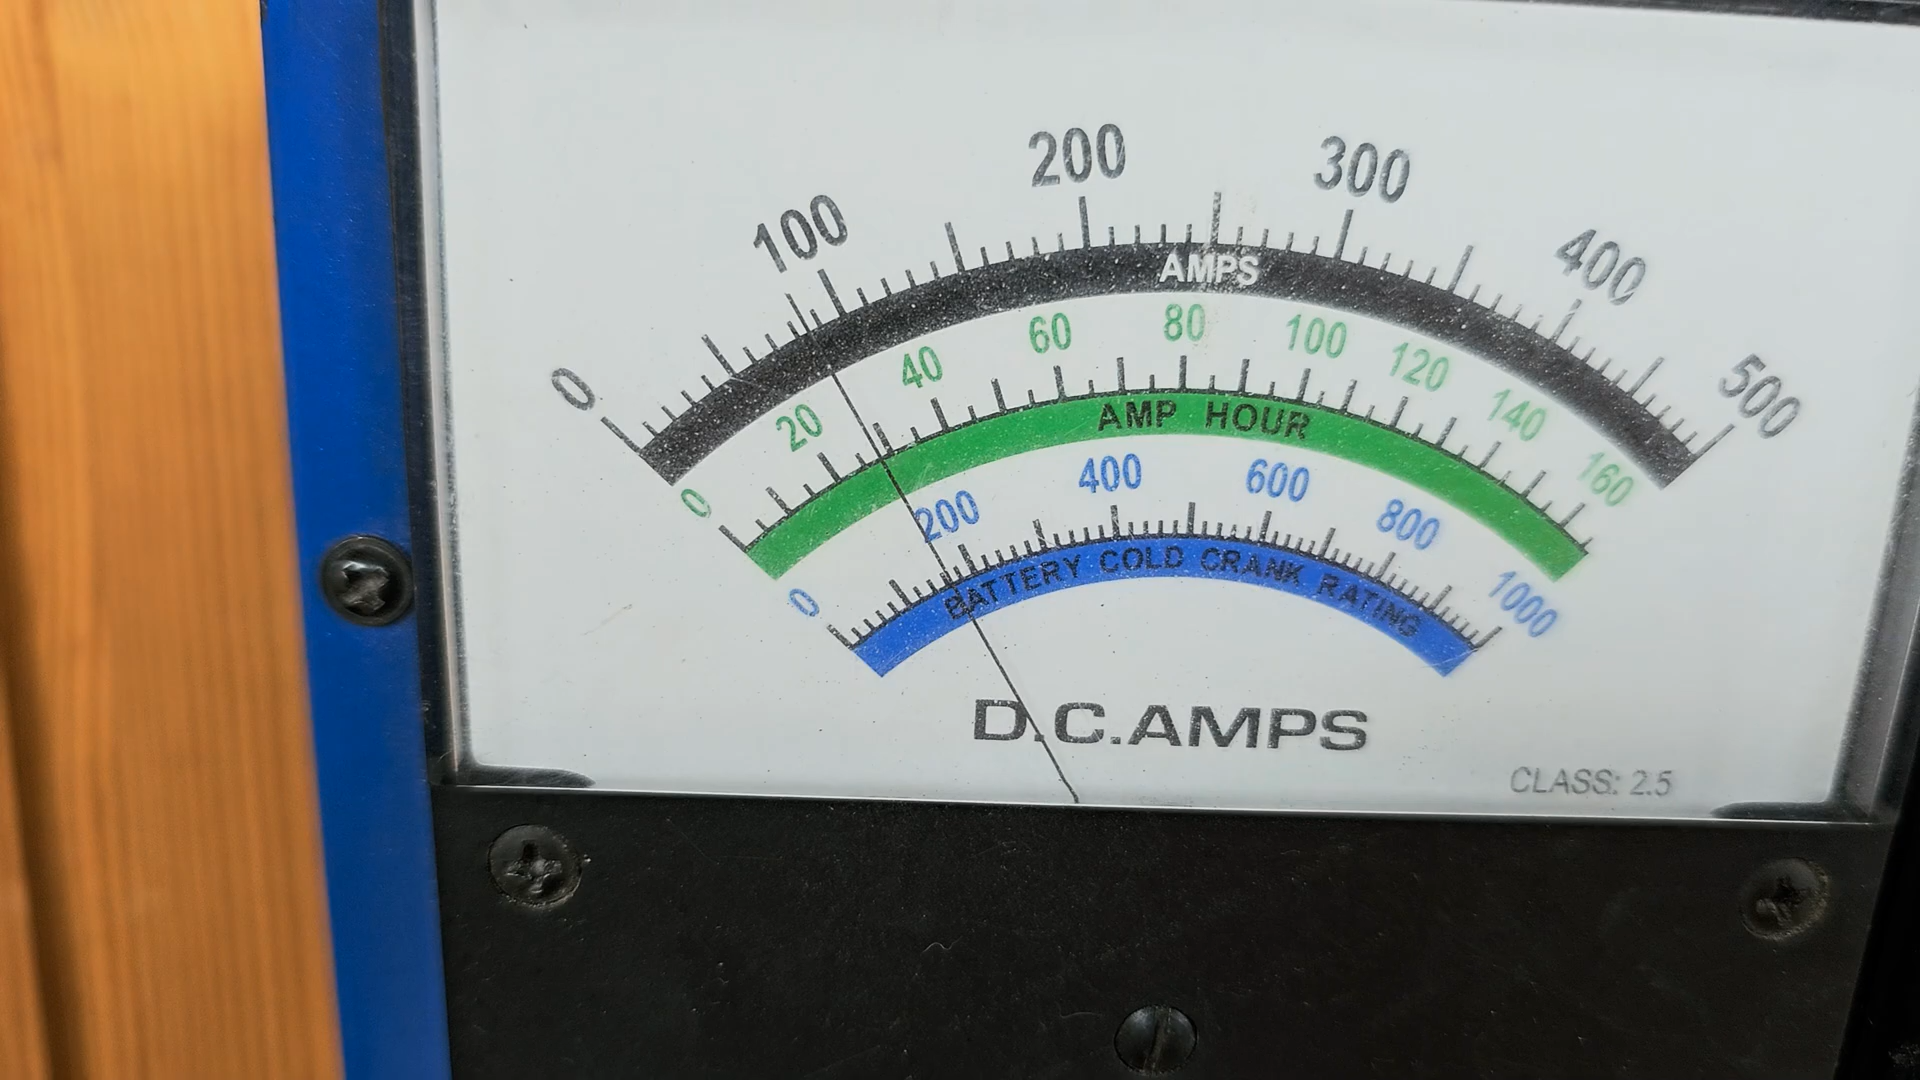 0 100 200 300 400 500
AMPS
0 20 40 60 80 100 120 140 160
AMP HOUR
0 200 400 600 800 1000
BATTERY COLD CRANK RATING
D.C.AMPS
CLASS: 2.5